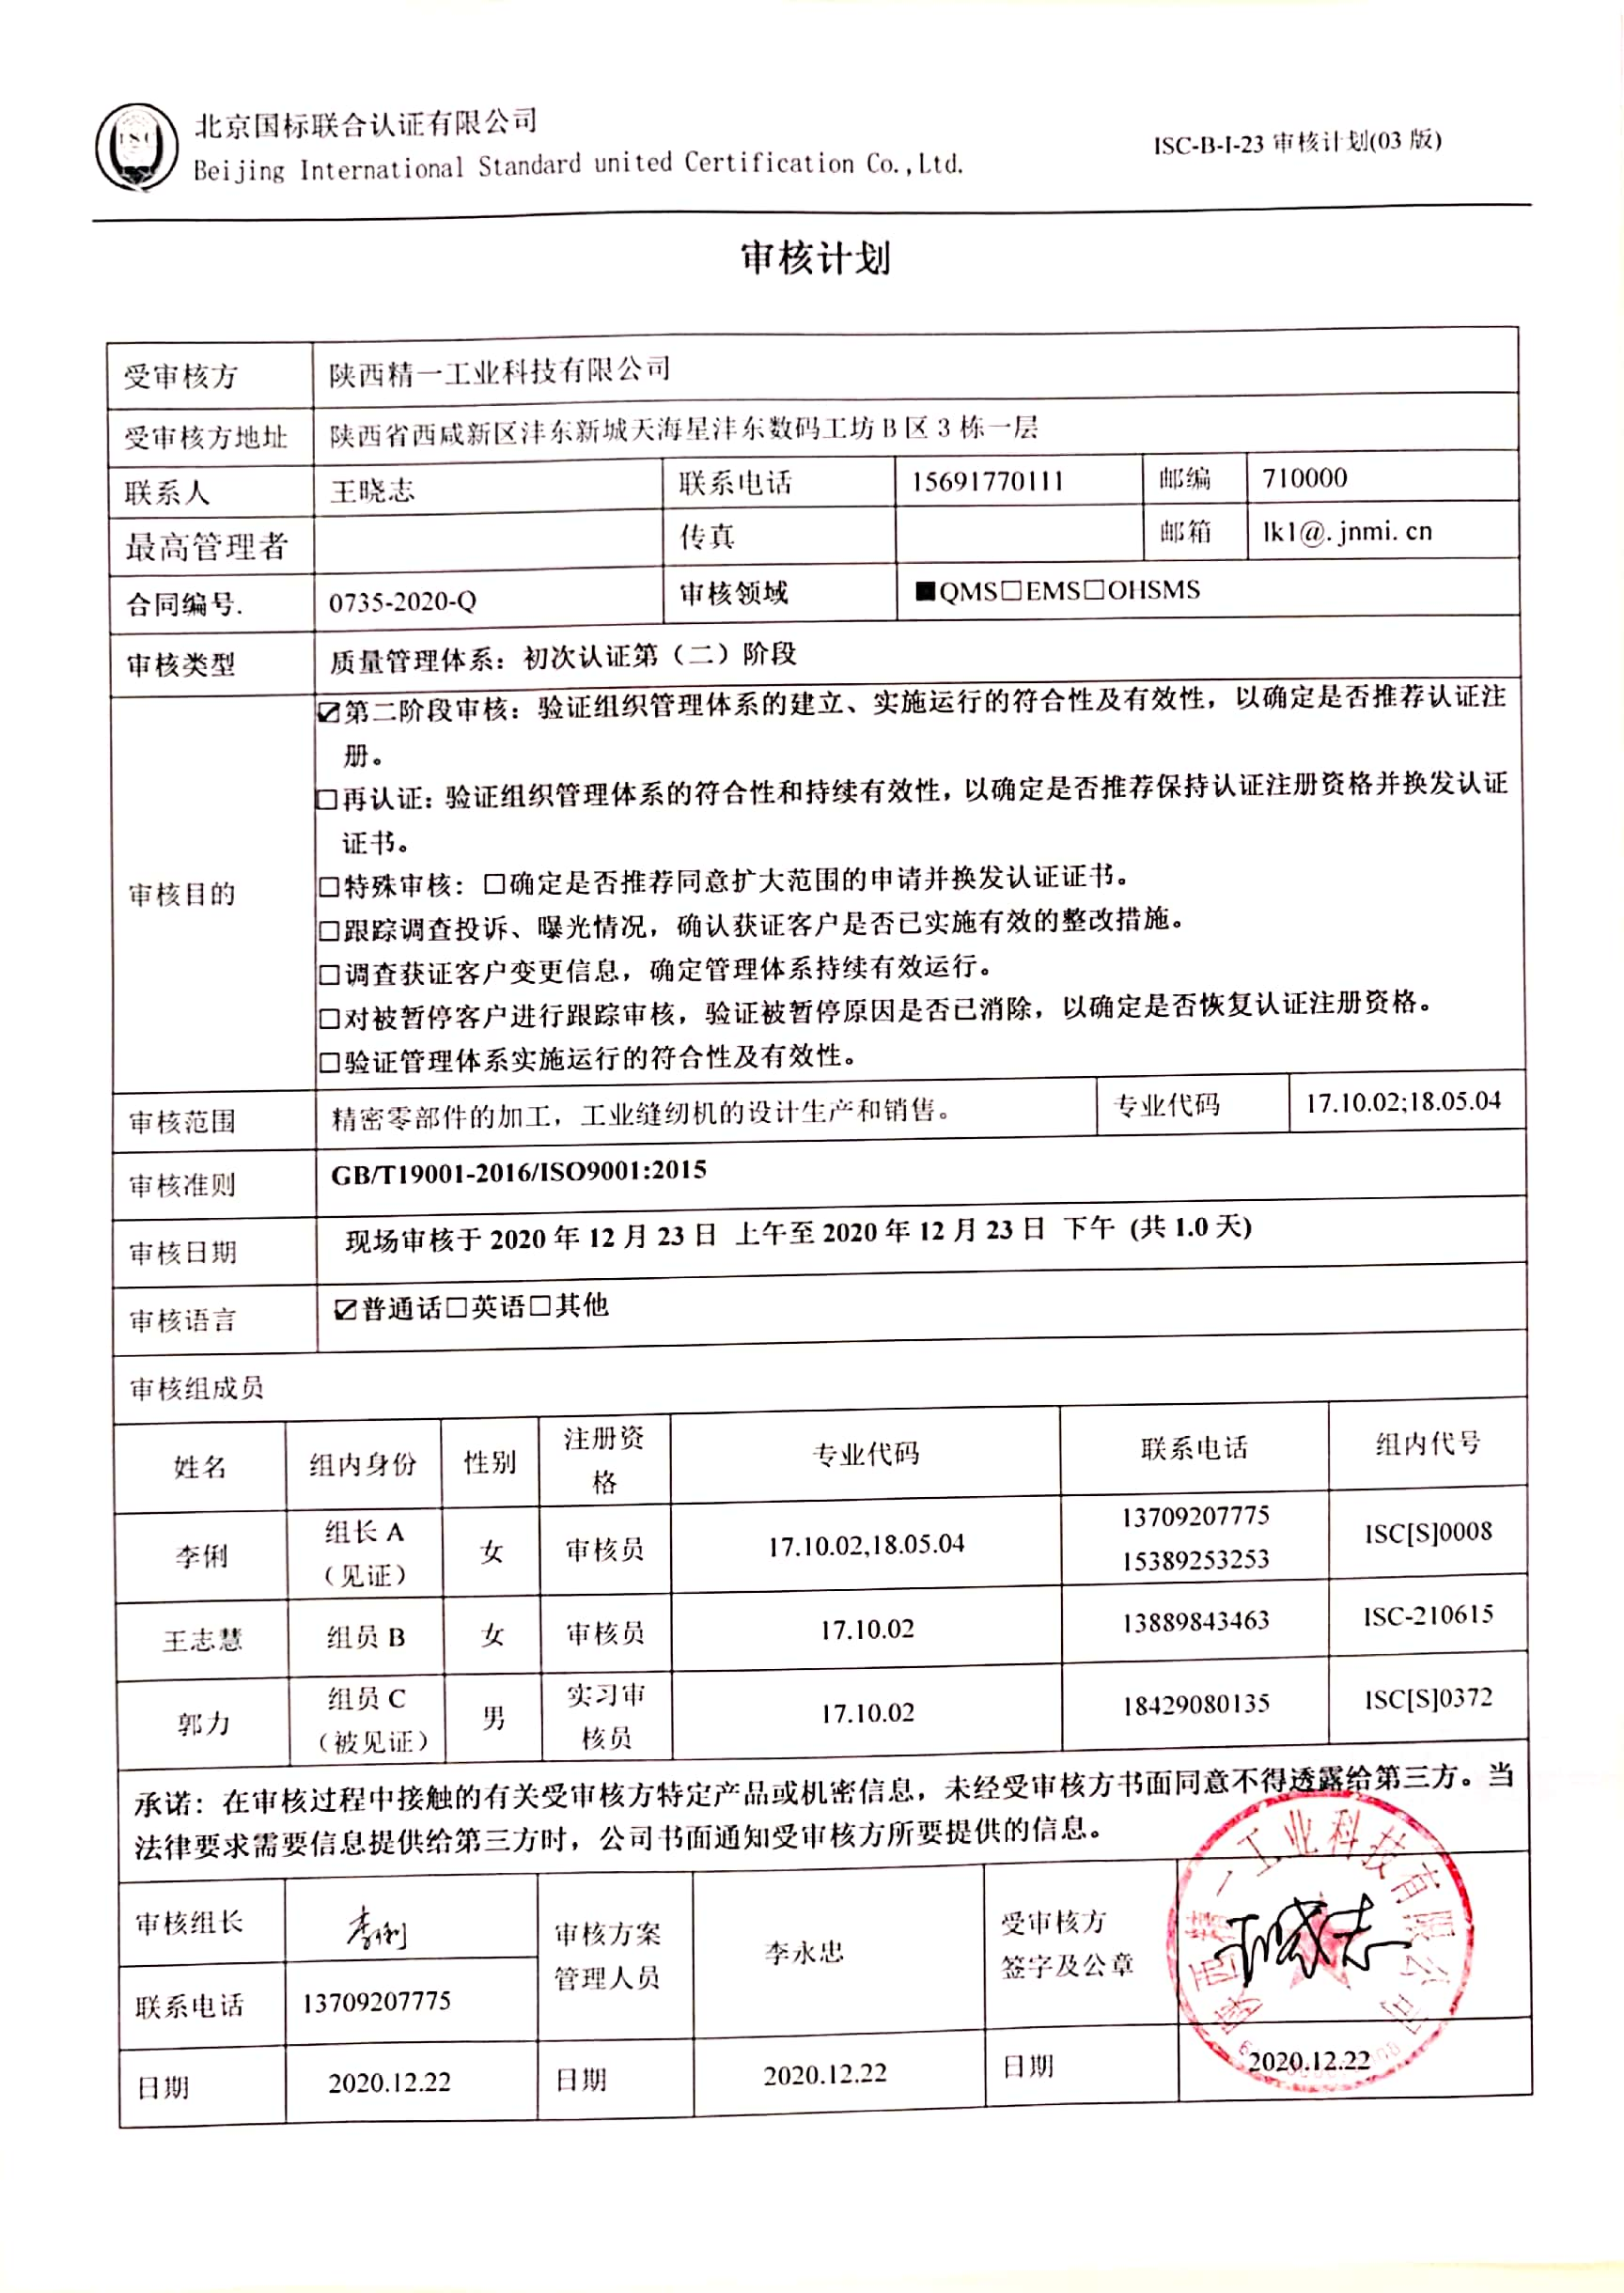 ISC
北京国标联合认证有限公司
Beijing International Standard united Certification Co.,Ltd.
ISC-B-I-23 审核计划(03 版)
审核计划
受审核方 陕西精一工业科技有限公司
受审核方地址 陕西省西咸新区沣东新城天海星沣东数码工坊 B 区 3 栋一层
联系人 王晓志 联系电话 15691770111 邮编 710000
最高管理者 传真 邮箱 lk1@.jnmi.cn
合同编号. 0735-2020-Q 审核领域 ■QMS□EMS□OHSMS
审核类型 质量管理体系：初次认证第（二）阶段
审核目的
☑第二阶段审核：验证组织管理体系的建立、实施运行的符合性及有效性，以确定是否推荐认证注
册。
□再认证：验证组织管理体系的符合性和持续有效性，以确定是否推荐保持认证注册资格并换发认证
证书。
□特殊审核：□确定是否推荐同意扩大范围的申请并换发认证证书。
□跟踪调查投诉、曝光情况，确认获证客户是否已实施有效的整改措施。
□调查获证客户变更信息，确定管理体系持续有效运行。
□对被暂停客户进行跟踪审核，验证被暂停原因是否已消除，以确定是否恢复认证注册资格。
□验证管理体系实施运行的符合性及有效性。
审核范围 精密零部件的加工，工业缝纫机的设计生产和销售。 专业代码 17.10.02;18.05.04
审核准则 GB/T19001-2016/ISO9001:2015
审核日期 现场审核于 2020 年 12 月 23 日 上午至 2020 年 12 月 23 日 下午 (共 1.0 天)
审核语言 ☑普通话□英语□其他
审核组成员
姓名 组内身份 性别 注册资格 专业代码 联系电话 组内代号
李俐 组长 A（见证） 女 审核员 17.10.02,18.05.04 13709207775 15389253253 ISC[S]0008
王志慧 组员 B 女 审核员 17.10.02 13889843463 ISC-210615
郭力 组员 C（被见证） 男 实习审核员 17.10.02 18429080135 ISC[S]0372
承诺：在审核过程中接触的有关受审核方特定产品或机密信息，未经受审核方书面同意不得透露给第三方。当
法律要求需要信息提供给第三方时，公司书面通知受审核方所要提供的信息。
审核组长 李俐 审核方案管理人员 李永忠 受审核方签字及公章 王晓志
陕西精一工业科技有限公司
联系电话 13709207775
日期 2020.12.22 日期 2020.12.22 日期 2020.12.22